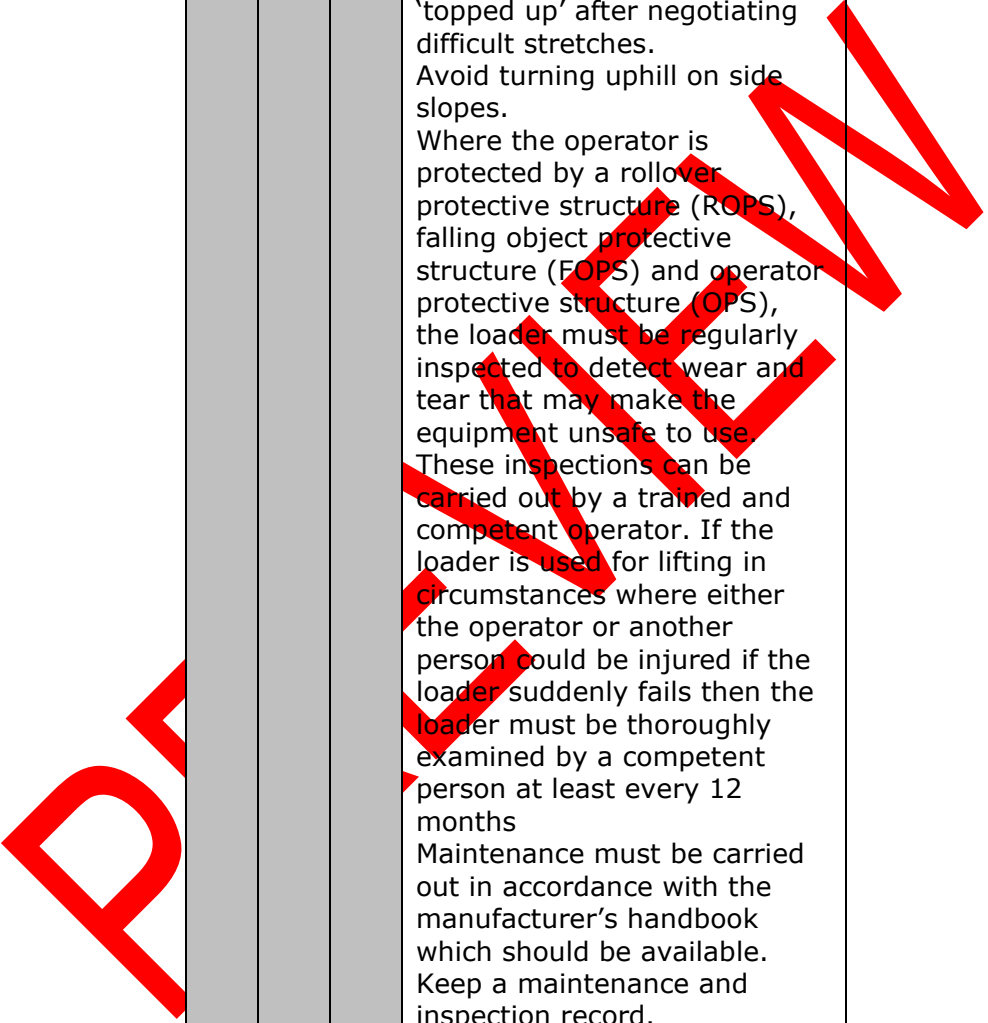 ‘topped up’ after negotiating
difficult stretches.
Avoid turning uphill on side
slopes.
Where the operator is
protected by a rollover
protective structure (ROPS),
falling object protective
structure (FOPS) and operator
protective structure (OPS),
the loader must be regularly
inspected to detect wear and
tear that may make the
equipment unsafe to use.
These inspections can be
carried out by a trained and
competent operator. If the
loader is used for lifting in
circumstances where either
the operator or another
person could be injured if the
loader suddenly fails then the
loader must be thoroughly
examined by a competent
person at least every 12
months
Maintenance must be carried
out in accordance with the
manufacturer’s handbook
which should be available.
Keep a maintenance and
inspection record.
PREVIEW